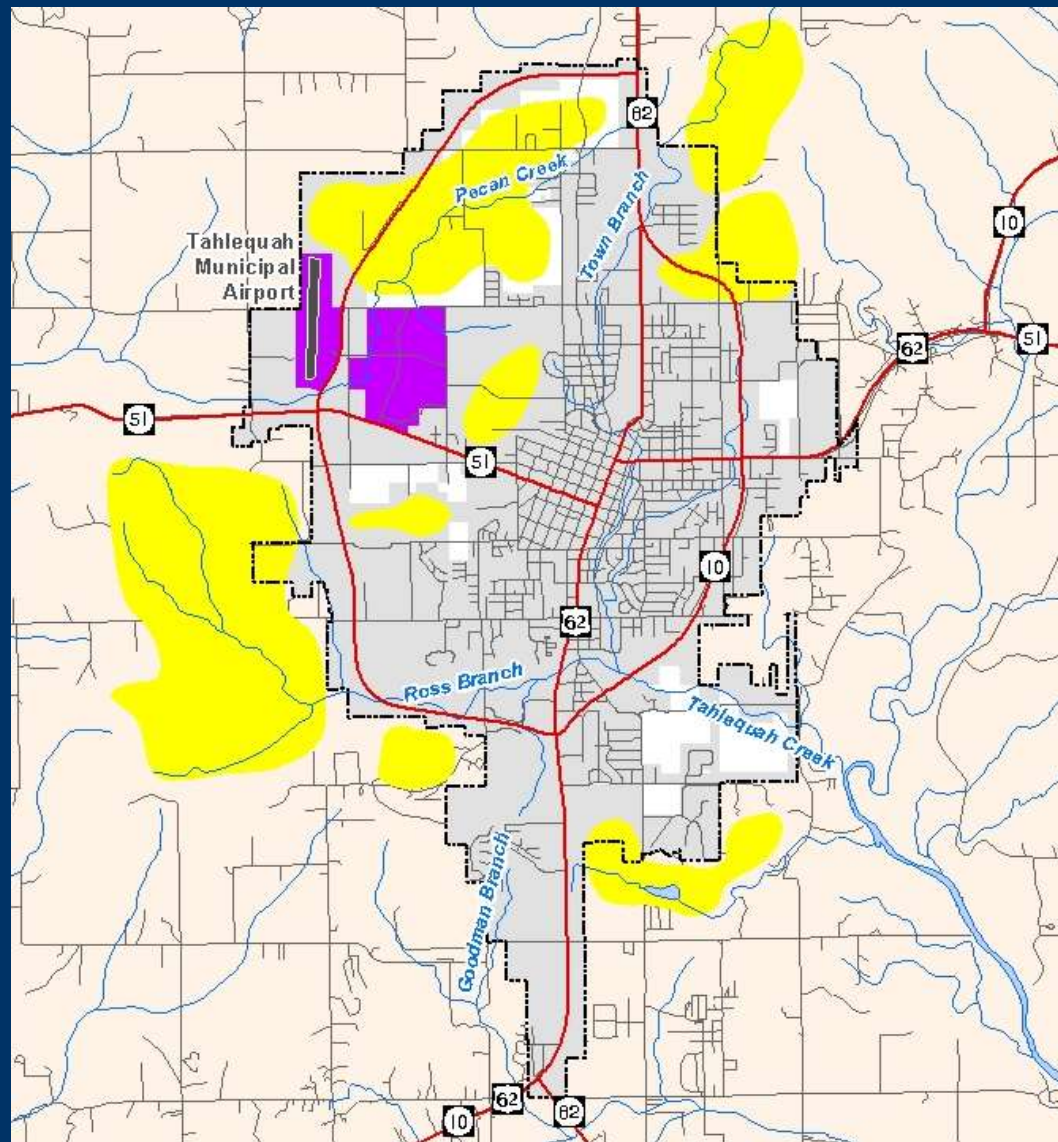 82
Pecan Creek
Town Branch
10
Tahlequah
Municipal
Airport
62
51
51
51
10
62
Ross Branch
Tahlequah Creek
Goodman Branch
62
10
82